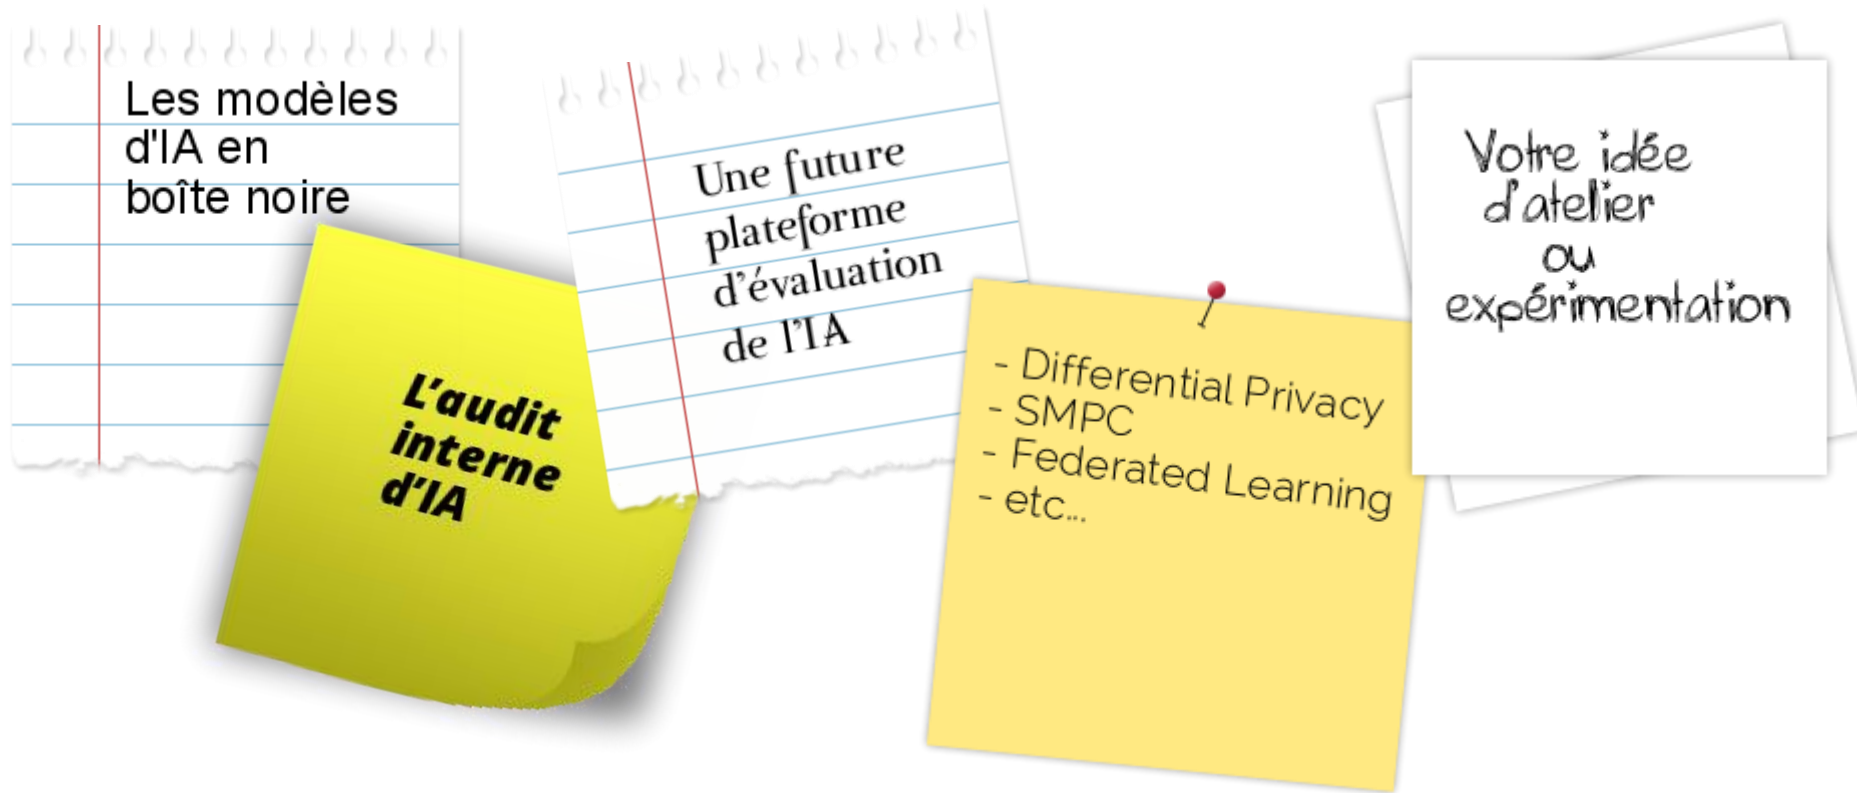 Les modèles
d'IA en
boîte noire
L’audit
interne
d’IA
Une future
plateforme
d’évaluation
de l’IA
- Differential Privacy
- SMPC
- Federated Learning
- etc...
Votre idée
d'atelier
ou
expérimentation